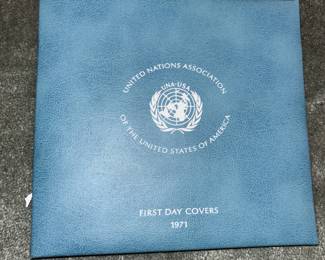 UNITED NATIONS ASSOCIATION
UNA-USA
OF THE UNITED STATES OF AMERICA
FIRST DAY COVERS
1971